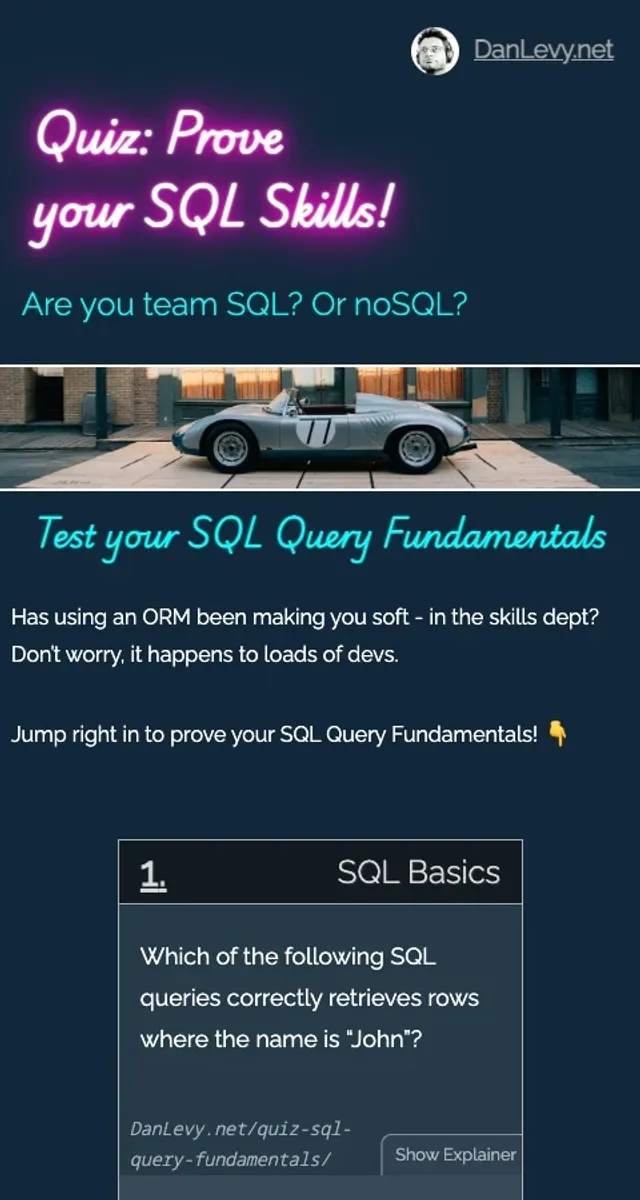 DanLevy.net
Quiz: Prove
your SQL Skills!
Are you team SQL? Or noSQL?
77
Test your SQL Query Fundamentals
Has using an ORM been making you soft - in the skills dept?
Don't worry, it happens to loads of devs.
Jump right in to prove your SQL Query Fundamentals! 👇
1.
SQL Basics
Which of the following SQL
queries correctly retrieves rows
where the name is “John”?
DanLevy.net/quiz-sql-
query-fundamentals/
Show Explainer